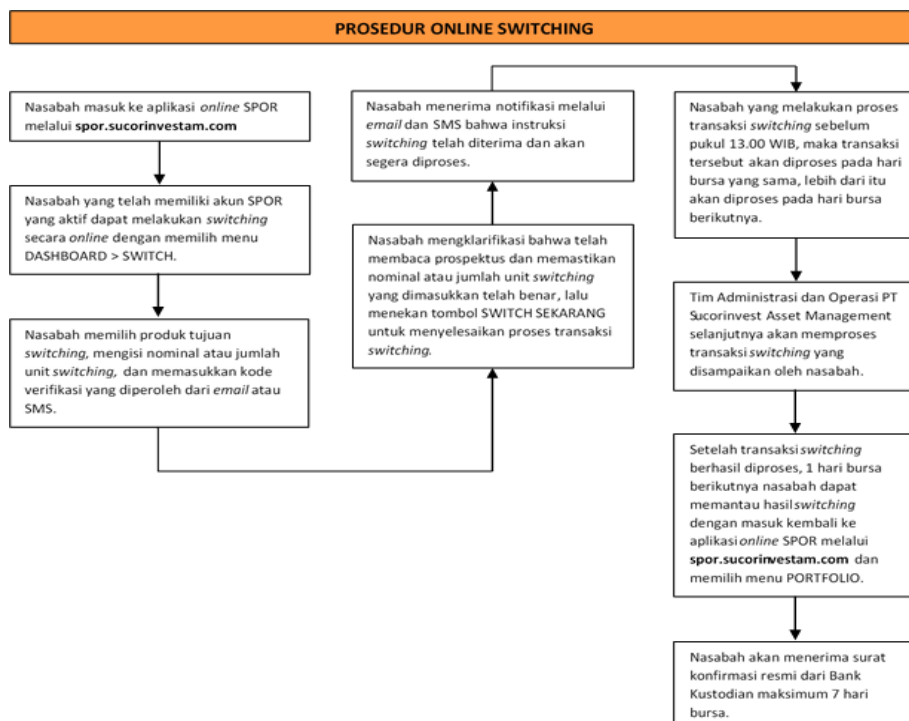 PROSEDUR ONLINE SWITCHING
Nasabah masuk ke aplikasi online SPOR
melalui spor.sucorinvestam.com
Nasabah yang telah memiliki akun SPOR
yang aktif dapat melakukan switching
secara online dengan memilih menu
DASHBOARD > SWITCH.
Nasabah memilih produk tujuan
switching, mengisi nominal atau jumlah
unit switching, dan memasukkan kode
verifikasi yang diperoleh dari email atau
SMS.
Nasabah mengklarifikasi bahwa telah
membaca prospektus dan memastikan
nominal atau jumlah unit switching
yang dimasukkan telah benar, lalu
menekan tombol SWITCH SEKARANG
untuk menyelesaikan proses transaksi
switching.
Nasabah menerima notifikasi melalui
email dan SMS bahwa instruksi
switching telah diterima dan akan
segera diproses.
Nasabah yang melakukan proses
transaksi switching sebelum
pukul 13.00 WIB, maka transaksi
tersebut akan diproses pada hari
bursa yang sama, lebih dari itu
akan diproses pada hari bursa
berikutnya.
Tim Administrasi dan Operasi PT
Sucorinvest Asset Management
selanjutnya akan memproses
transaksi switching yang
disampaikan oleh nasabah.
Setelah transaksi switching
berhasil diproses, 1 hari bursa
berikutnya nasabah dapat
memantau hasil switching
dengan masuk kembali ke
aplikasi online SPOR melalui
spor.sucorinvestam.com dan
memilih menu PORTFOLIO.
Nasabah akan menerima surat
konfirmasi resmi dari Bank
Kustodian maksimum 7 hari
bursa.